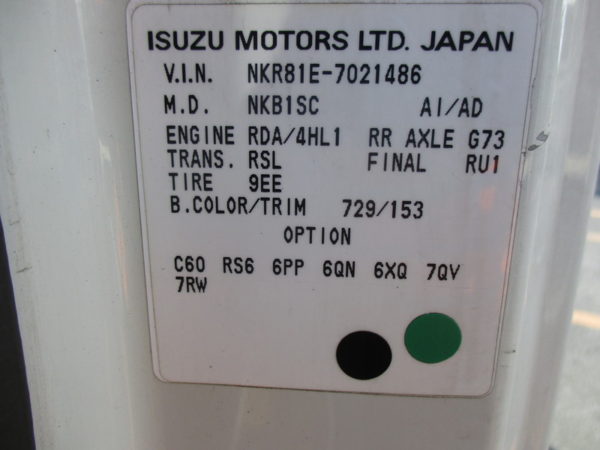 ISUZU MOTORS LTD. JAPAN
V.I.N. NKR81E-7021486
M.D. NKB1SC AI/AD
ENGINE RDA/4HL1 RR AXLE G73
TRANS. RSL FINAL RU1
TIRE 9EE
B.COLOR/TRIM 729/153
OPTION
C60 RS6 6PP 6QN 6XQ 7QV
7RW